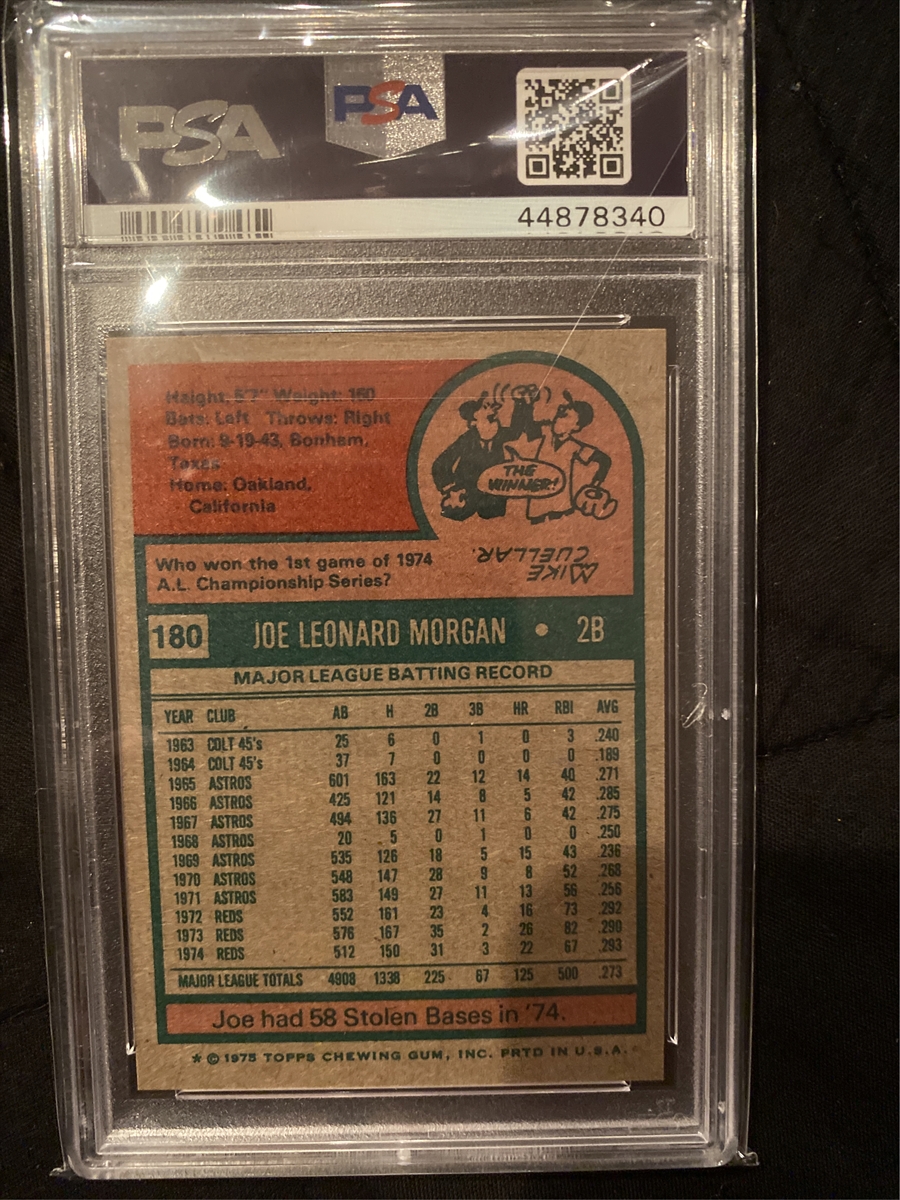 PSA
PSA
44878340
Height: 5'7" Weight: 160
Bats: Left Throws: Right
Born: 9-19-43, Bonham,
Texas
Home: Oakland,
California
THE
WINNER!
MIKE
CUELLAR.
Who won the 1st game of 1974
A.L. Championship Series?
180 JOE LEONARD MORGAN • 2B
MAJOR LEAGUE BATTING RECORD
YEAR CLUB AB H 2B 3B HR RBI AVG
1963 COLT 45's 25 6 0 1 0 3 .240
1964 COLT 45's 37 7 0 0 0 0 .189
1965 ASTROS 601 163 22 12 14 40 .271
1966 ASTROS 425 121 14 8 5 42 .285
1967 ASTROS 494 136 27 11 6 42 .275
1968 ASTROS 20 5 0 1 0 0 .250
1969 ASTROS 535 126 18 5 15 43 .236
1970 ASTROS 548 147 28 9 8 52 .268
1971 ASTROS 583 149 27 11 13 56 .256
1972 REDS 552 161 23 4 16 73 .292
1973 REDS 576 167 35 2 26 82 .290
1974 REDS 512 150 31 3 22 67 .293
MAJOR LEAGUE TOTALS 4908 1338 225 67 125 500 .273
Joe had 58 Stolen Bases in '74.
* © 1975 TOPPS CHEWING GUM, INC. PRTD IN U.S.A.